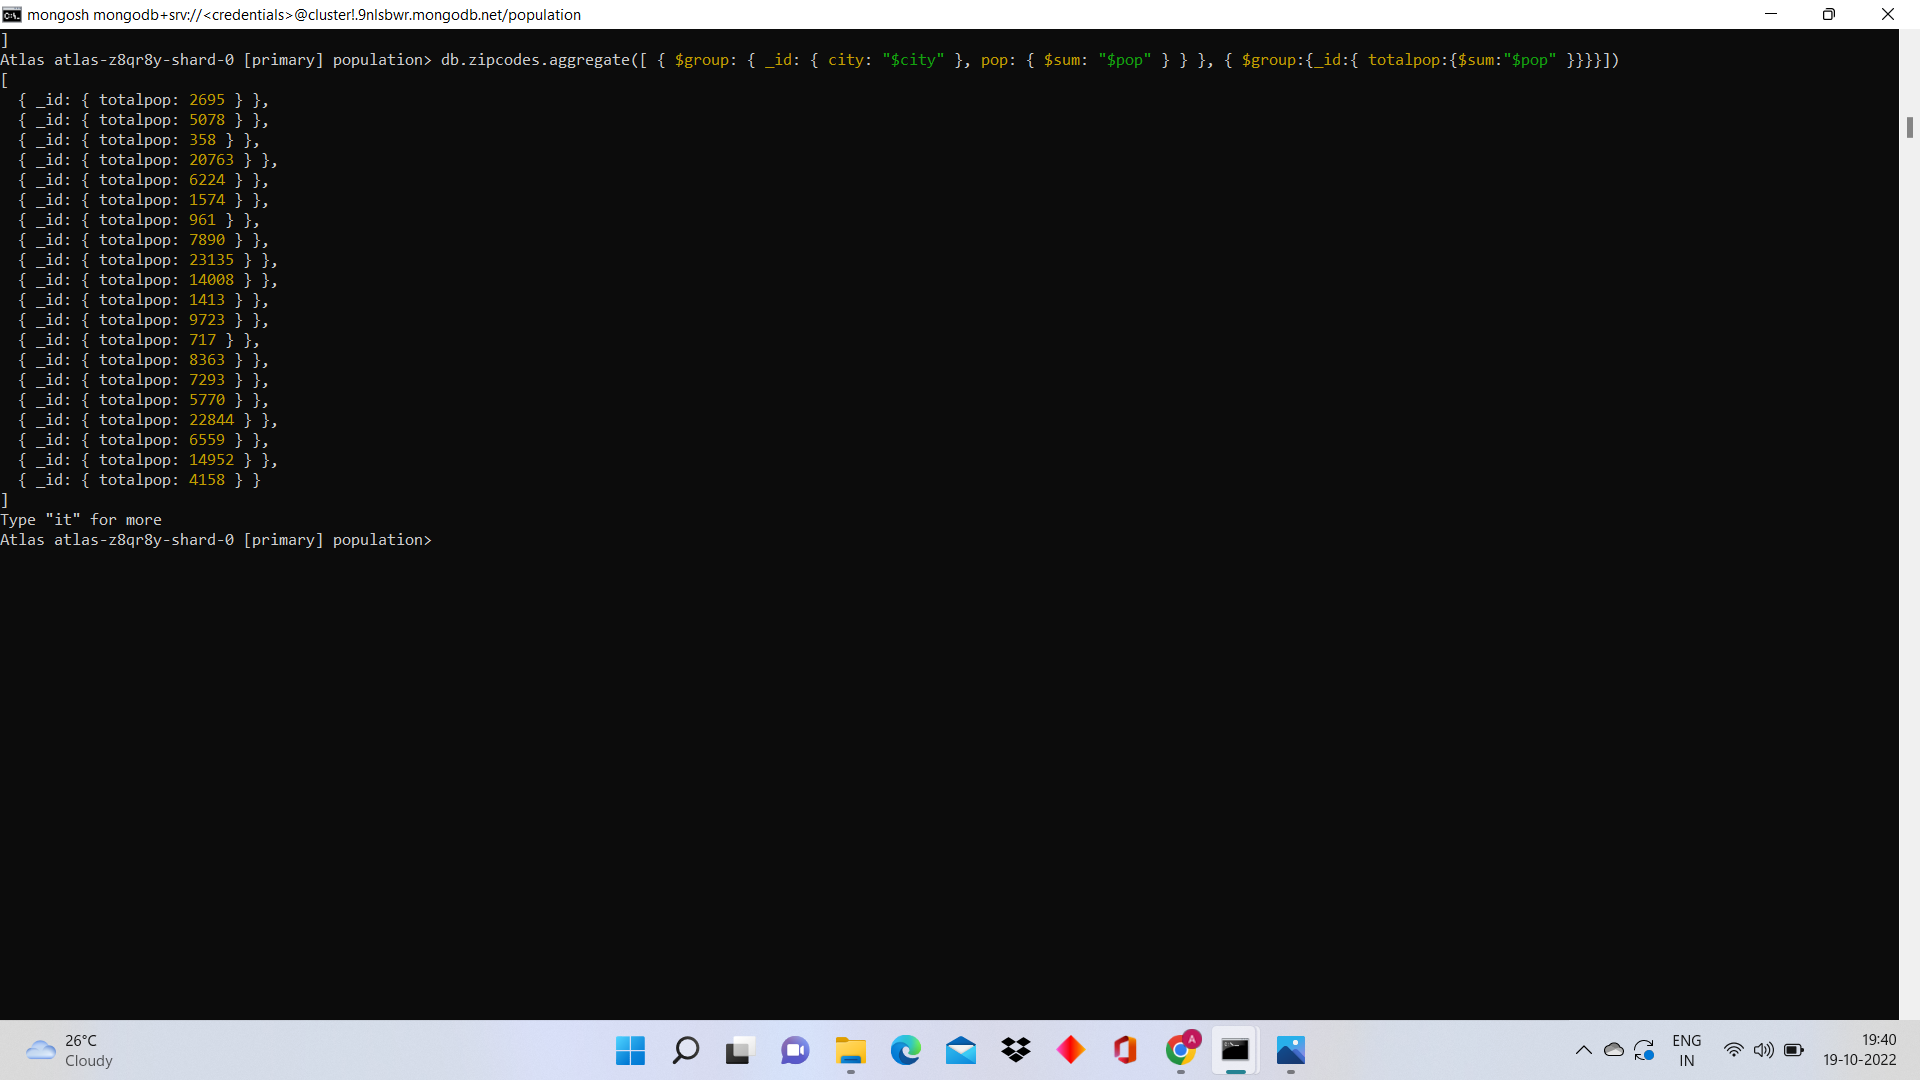 mongosh mongodb+srv://<credentials>@cluster!.9nlsbwr.mongodb.net/population
]
Atlas atlas-z8qr8y-shard-0 [primary] population> db.zipcodes.aggregate([ { $group: { _id: { city: "$city" }, pop: { $sum: "$pop" } } }, { $group:{_id:{ totalpop:{$sum:"$pop" }}}}])
[
  { _id: { totalpop: 2695 } },
  { _id: { totalpop: 5078 } },
  { _id: { totalpop: 358 } },
  { _id: { totalpop: 20763 } },
  { _id: { totalpop: 6224 } },
  { _id: { totalpop: 1574 } },
  { _id: { totalpop: 961 } },
  { _id: { totalpop: 7890 } },
  { _id: { totalpop: 23135 } },
  { _id: { totalpop: 14008 } },
  { _id: { totalpop: 1413 } },
  { _id: { totalpop: 9723 } },
  { _id: { totalpop: 717 } },
  { _id: { totalpop: 8363 } },
  { _id: { totalpop: 7293 } },
  { _id: { totalpop: 5770 } },
  { _id: { totalpop: 22844 } },
  { _id: { totalpop: 6559 } },
  { _id: { totalpop: 14952 } },
  { _id: { totalpop: 4158 } }
]
Type "it" for more
Atlas atlas-z8qr8y-shard-0 [primary] population>
26°C
Cloudy
A
ENG
IN
19:40
19-10-2022